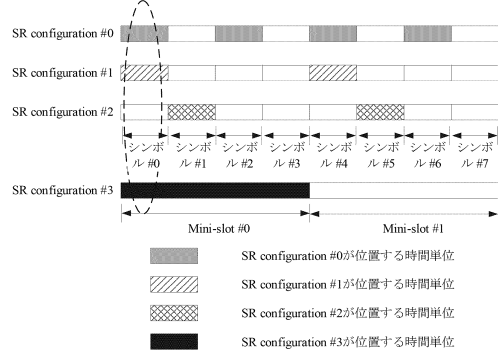 SR configuration #0
SR configuration #1
SR configuration #2
シンボ
ル #0
シンボ
ル #1
シンボ
ル #2
シンボ
ル #3
シンボ
ル #4
シンボ
ル #5
シンボ
ル #6
シンボ
ル #7
SR configuration #3
Mini-slot #0
Mini-slot #1
SR configuration #0が位置する時間単位
SR configuration #1が位置する時間単位
SR configuration #2が位置する時間単位
SR configuration #3が位置する時間単位